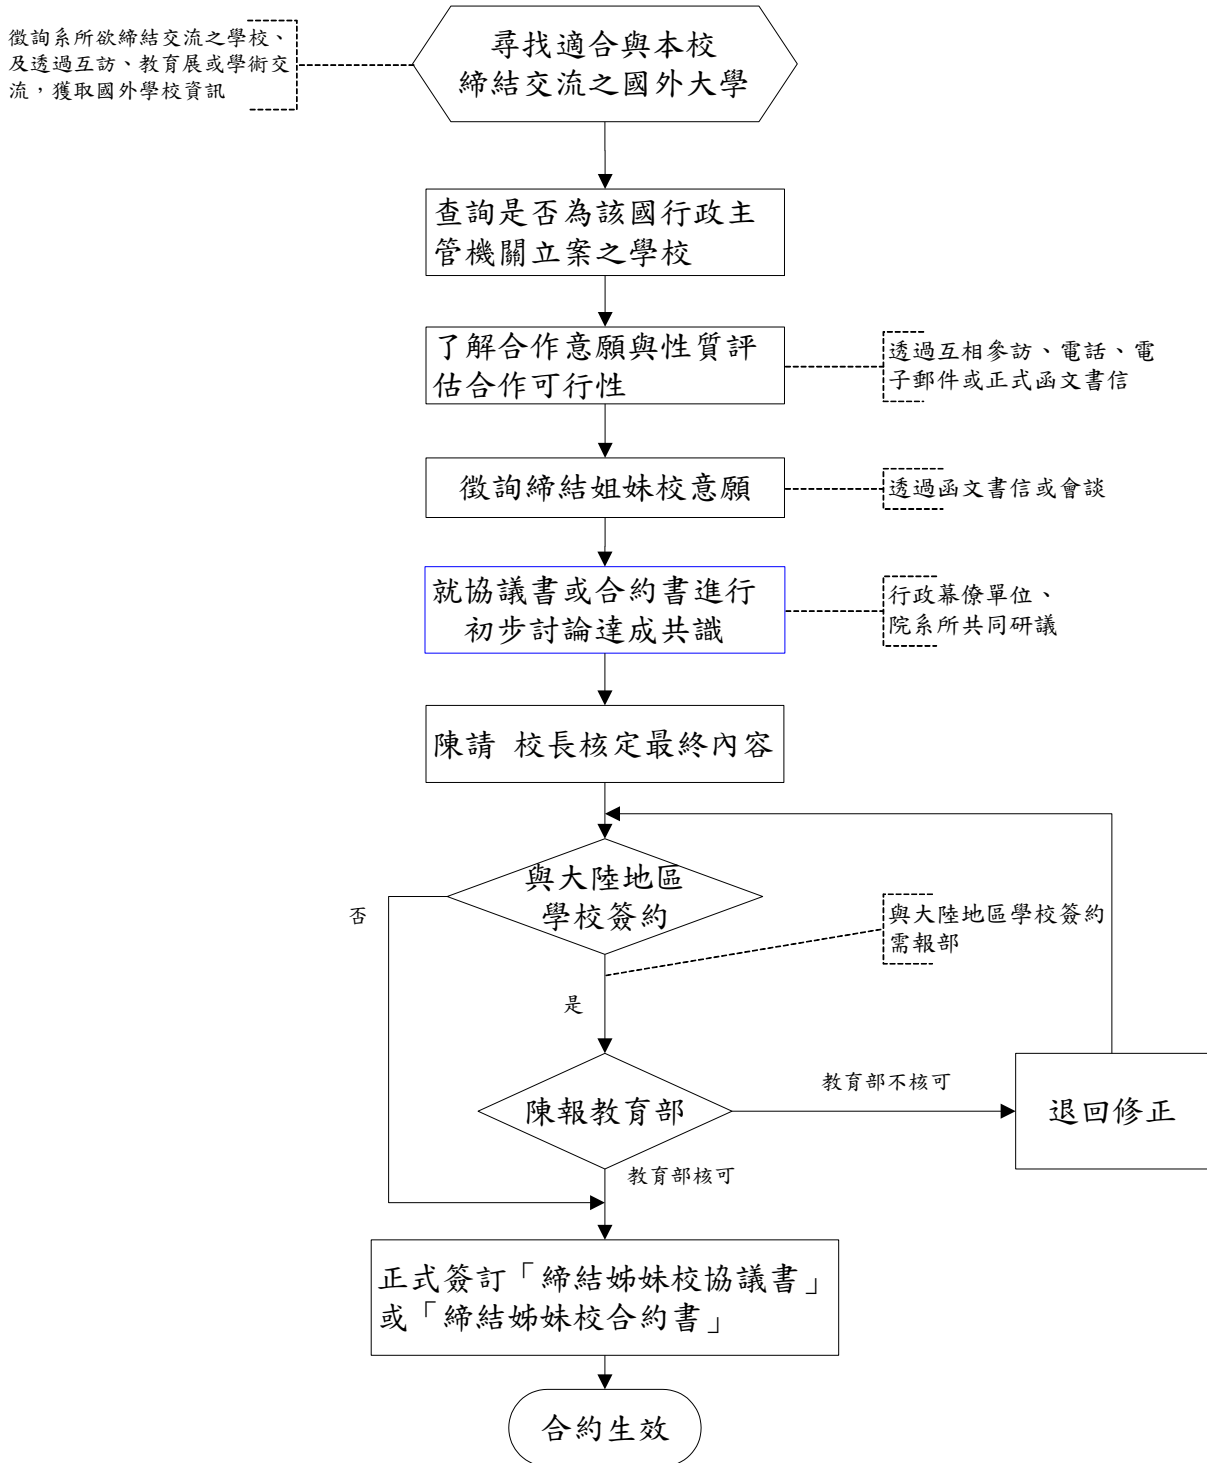 徵詢系所欲締結交流之學校、
及透過互訪、教育展或學術交
流，獲取國外學校資訊
尋找適合與本校
締結交流之國外大學
查詢是否為該國行政主
管機關立案之學校
了解合作意願與性質評
估合作可行性
透過互相參訪、電話、電
子郵件或正式函文書信
徵詢締結姐妹校意願
透過函文書信或會談
就協議書或合約書進行
初步討論達成共識
行政幕僚單位、
院系所共同研議
陳請 校長核定最終內容
與大陸地區
學校簽約
否
與大陸地區學校簽約
需報部
是
陳報教育部
教育部不核可
退回修正
教育部核可
正式簽訂「締結姊妹校協議書」
或「締結姊妹校合約書」
合約生效